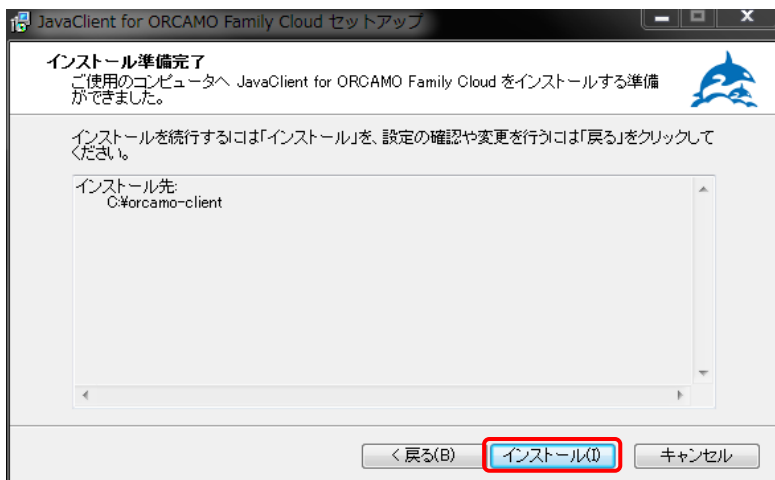 JavaClient for ORCAMO Family Cloud セットアップ
インストール準備完了
ご使用のコンピュータへ JavaClient for ORCAMO Family Cloud をインストールする準備
ができました。
インストールを続行するには「インストール」を、設定の確認や変更を行うには「戻る」をクリックして
ください。
インストール先:
C:¥orcamo-client
< 戻る(B)
インストール(I)
キャンセル